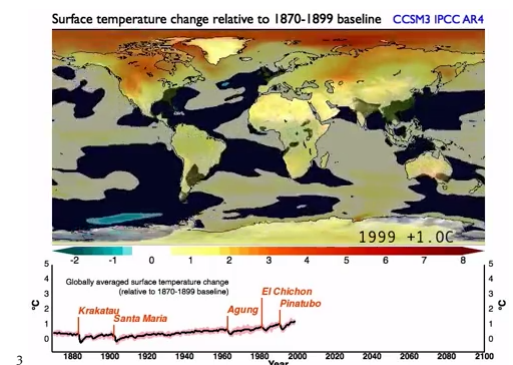 Surface temperature change relative to 1870-1899 baseline CCSM3 IPCC AR4
1999 +1.0C
-2 -1 0 1 2 3 4 5 6 7 8
Globally averaged surface temperature change
(relative to 1870-1899 baseline)
5
4
3
2
1
0
°C
Krakatau
Santa Maria
Agung
El Chichon
Pinatubo
5
4
3
2
1
0
°C
1880 1900 1920 1940 1960 1980 2000 2020 2040 2060 2080 2100
Year
3